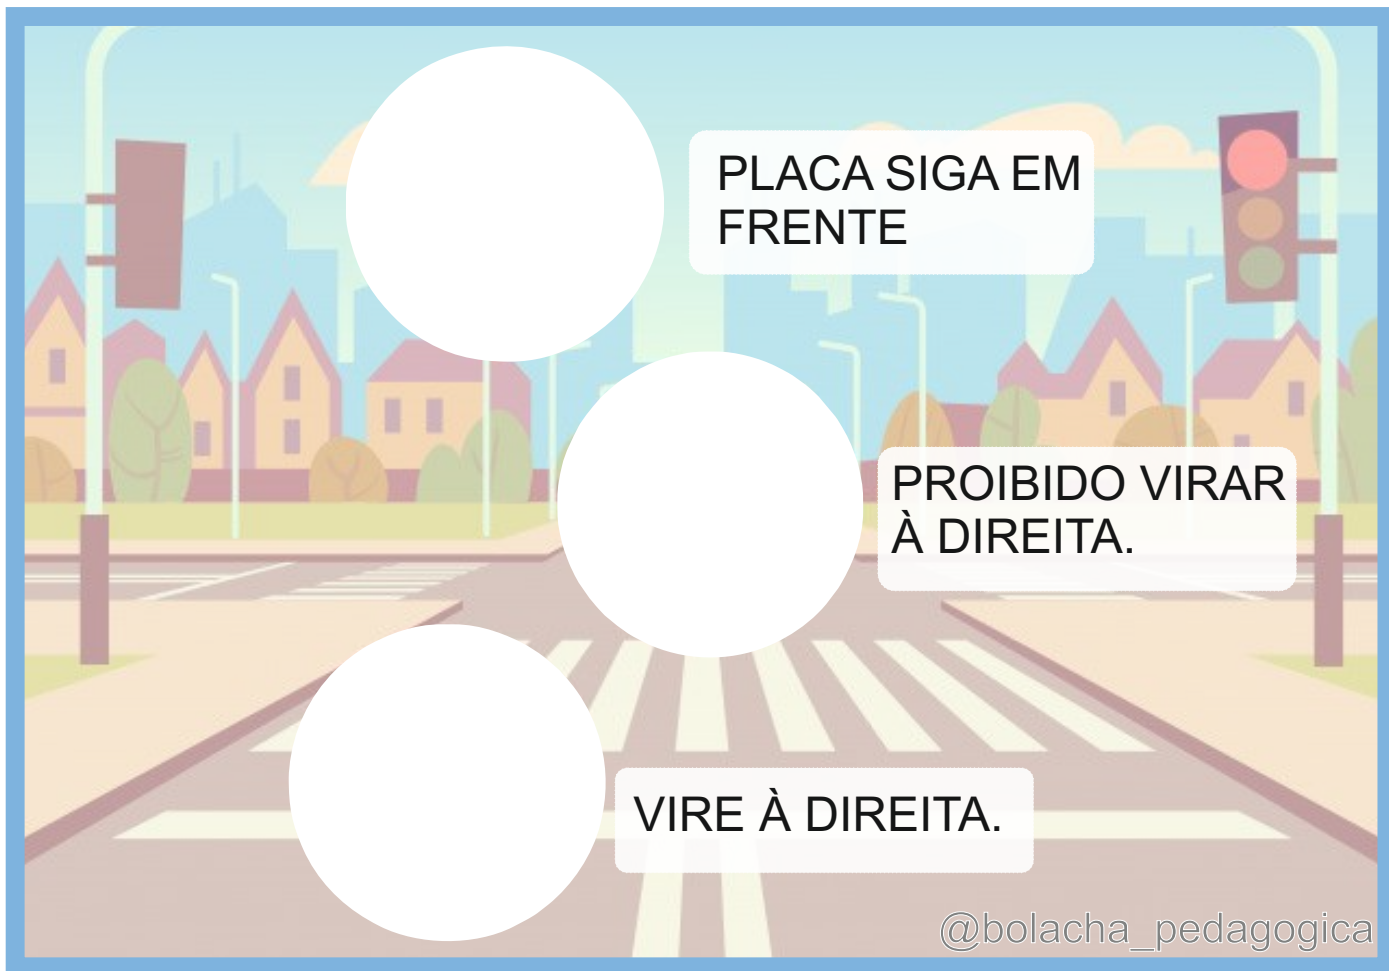 PLACA SIGA EM
FRENTE
PROIBIDO VIRAR
À DIREITA.
VIRE À DIREITA.
@bolacha_pedagogica